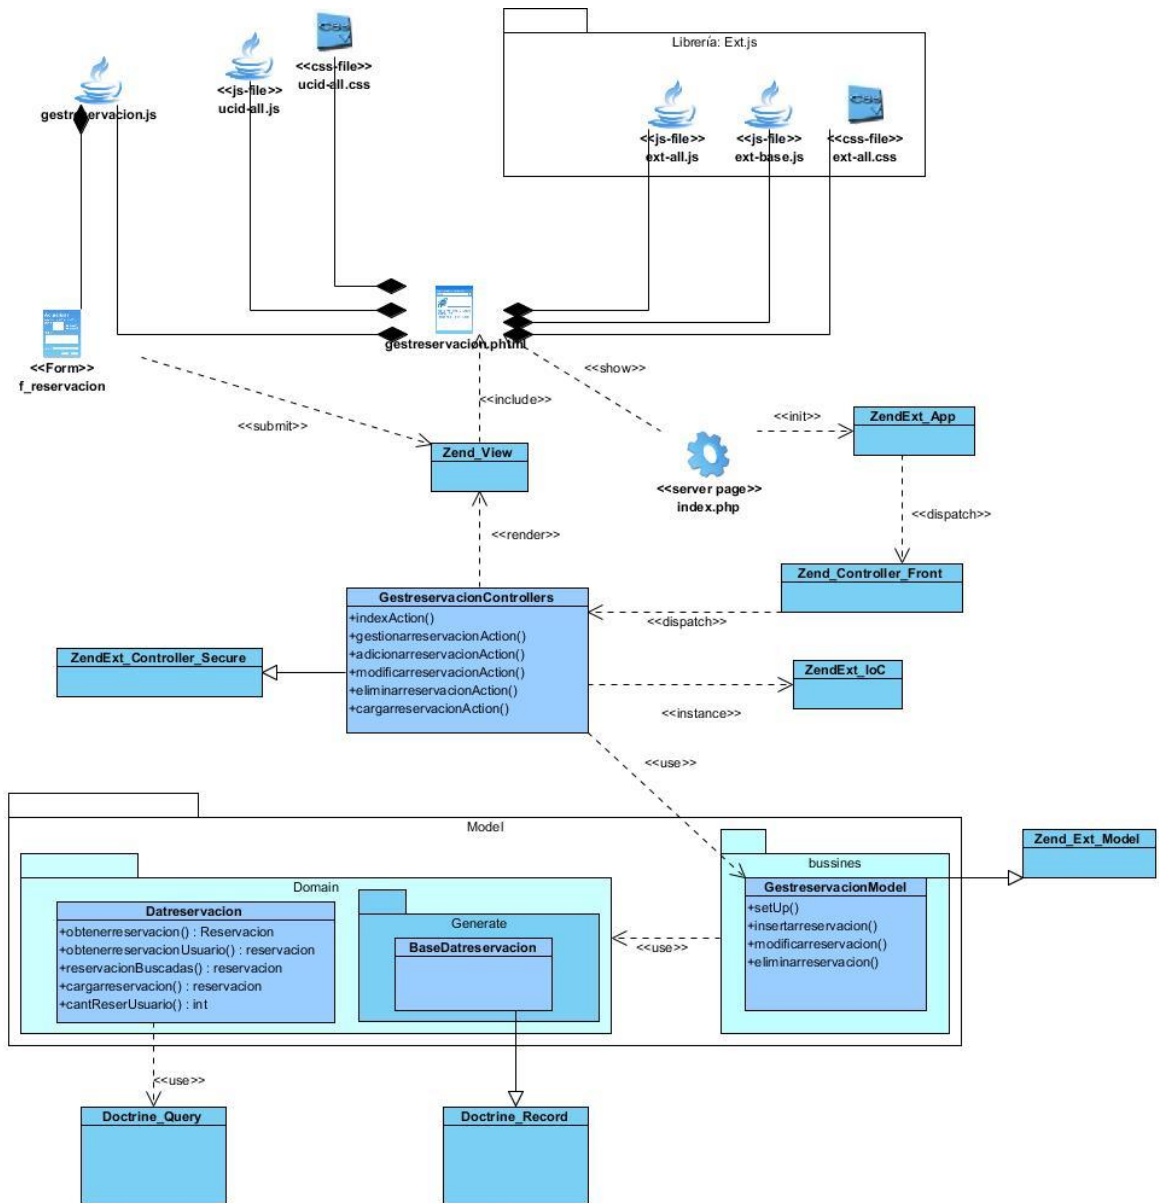 Librería: Ext.js
<<css-file>>
ucid-all.css
<<js-file>>
ucid-all.js
gestreservacion.js
<<js-file>>
ext-all.js
<<js-file>>
ext-base.js
<<css-file>>
ext-all.css
gestreservacion.phtml
<<Form>>
f_reservacion
<<show>>
<<include>>
<<submit>>
<<init>>
ZendExt_App
Zend_View
<<server page>>
index.php
<<dispatch>>
<<render>>
Zend_Controller_Front
GestreservacionControllers
+indexAction()
+gestionarreservacionAction()
+adicionarreservacionAction()
+modificarreservacionAction()
+eliminarreservacionAction()
+cargarreservacionAction()
<<dispatch>>
ZendExt_Controller_Secure
ZendExt_IoC
<<instance>>
<<use>>
Model
Zend_Ext_Model
bussines
GestreservacionModel
+setUp()
+insertarreservacion()
+modificarreservacion()
+eliminarreservacion()
Domain
Datreservacion
+obtenerreservacion() : Reservacion
+obtenerreservacionUsuario() : reservacion
+reservacionBuscadas() : reservacion
+cargarreservacion() : reservacion
+cantReserUsuario() : int
Generate
BaseDatreservacion
<<use>>
<<use>>
Doctrine_Query
Doctrine_Record